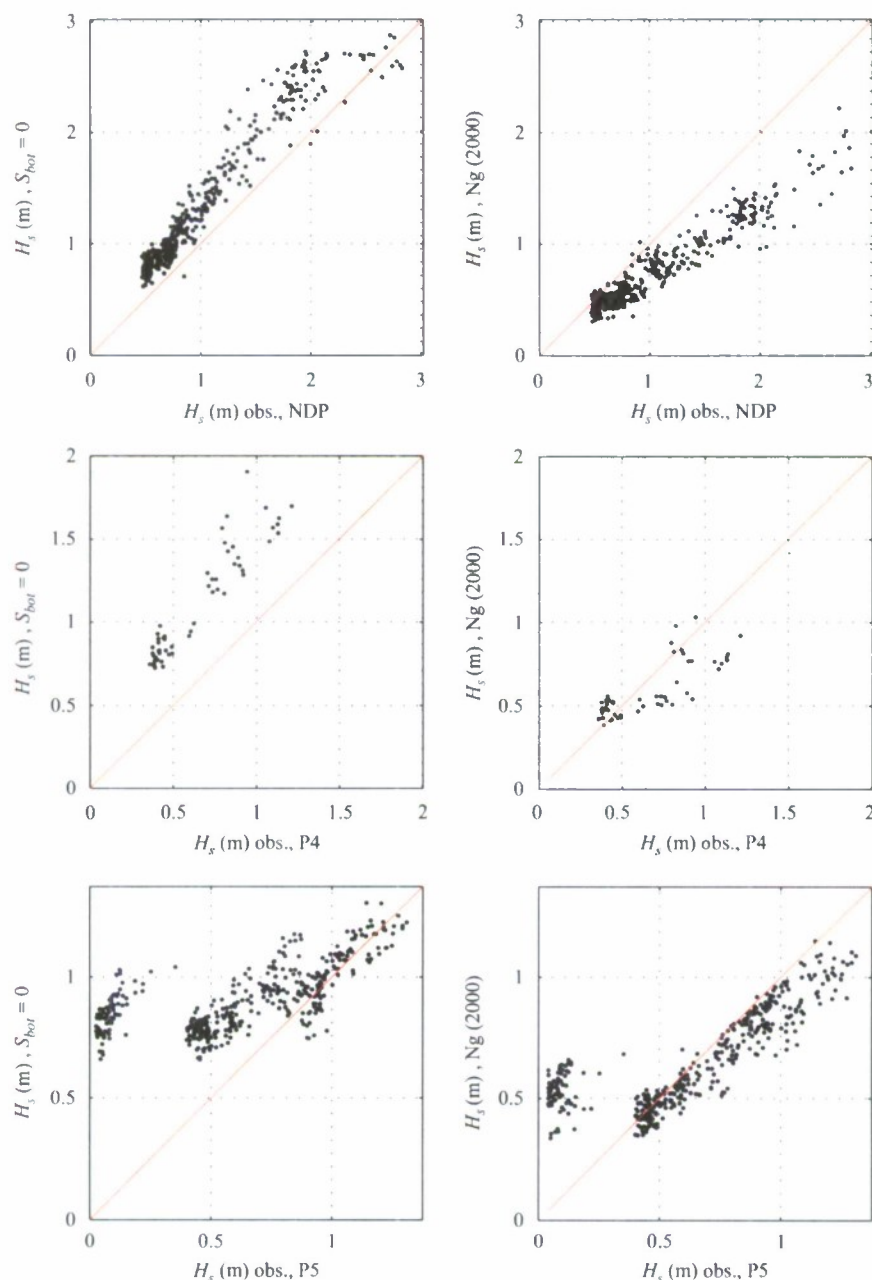 3
2
1
0
H_s (m) , S_bot = 0
0 1 2 3
H_s (m) obs., NDP
3
2
1
0
H_s (m) , Ng (2000)
0 1 2 3
H_s (m) obs., NDP
2
1.5
1
0.5
0
H_s (m) , S_bot = 0
0 0.5 1 1.5 2
H_s (m) obs., P4
2
1.5
1
0.5
0
H_s (m) , Ng (2000)
0 0.5 1 1.5 2
H_s (m) obs., P4
1
0.5
0
H_s (m) , S_bot = 0
0 0.5 1
H_s (m) obs., P5
1
0.5
0
H_s (m) , Ng (2000)
0 0.5 1
H_s (m) obs., P5